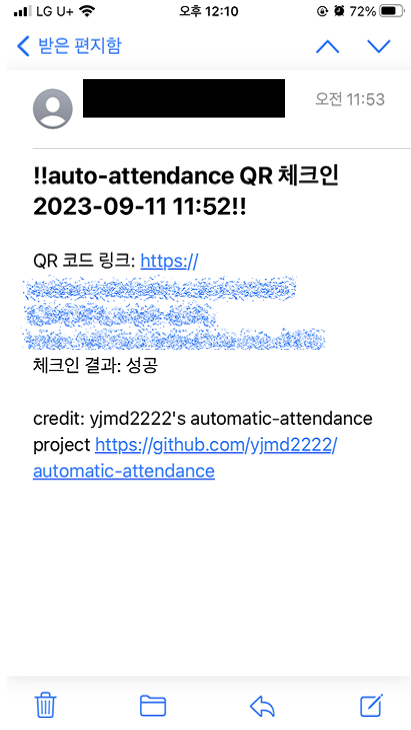 LG U+ 오후 12:10 72%
받은 편지함
오전 11:53
!!auto-attendance QR 체크인
2023-09-11 11:52!!
QR 코드 링크: https://
체크인 결과: 성공
credit: yjmd2222's automatic-attendance
project https://github.com/yjmd2222/
automatic-attendance